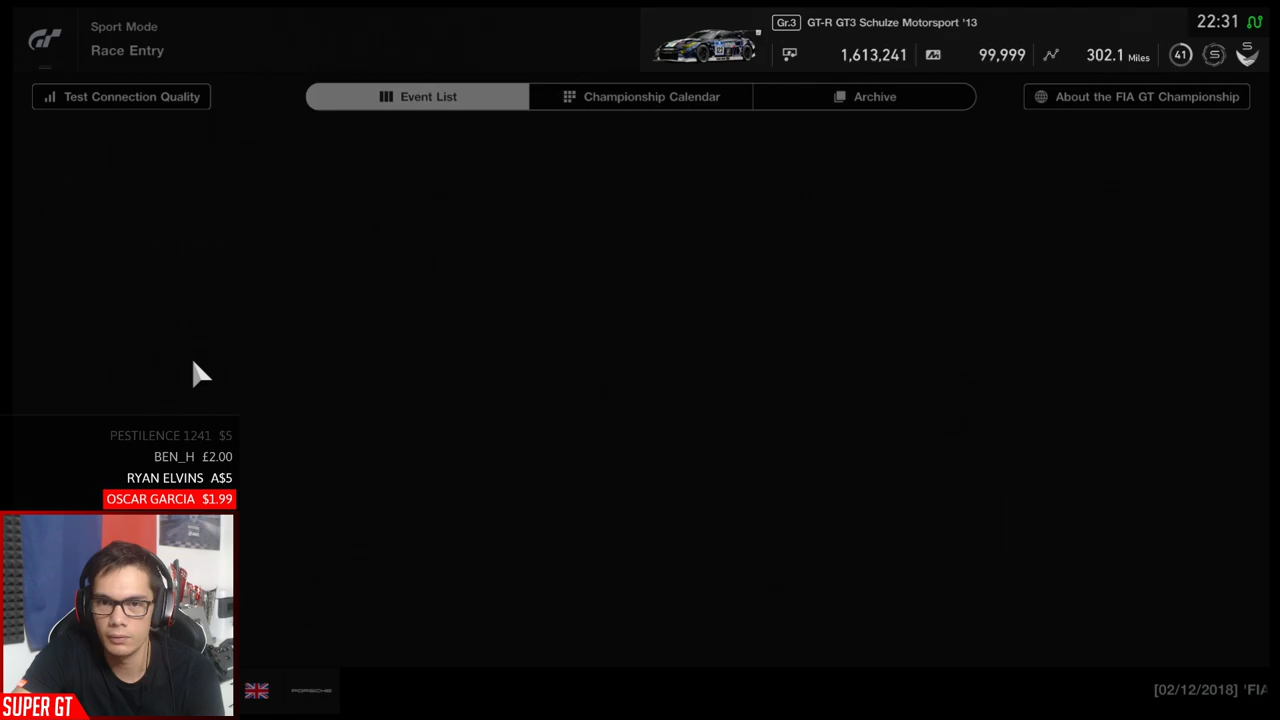 Sport Mode
Race Entry
Gr.3 GT-R GT3 Schulze Motorsport '13
22:31
1,613,241 99,999 302.1 Miles 41 S S
Test Connection Quality
Event List
Championship Calendar
Archive
About the FIA GT Championship
PESTILENCE 1241 $5
BEN_H £2.00
RYAN ELVINS A$5
OSCAR GARCIA $1.99
SUPER GT
PORSCHE
[02/12/2018] 'FIA